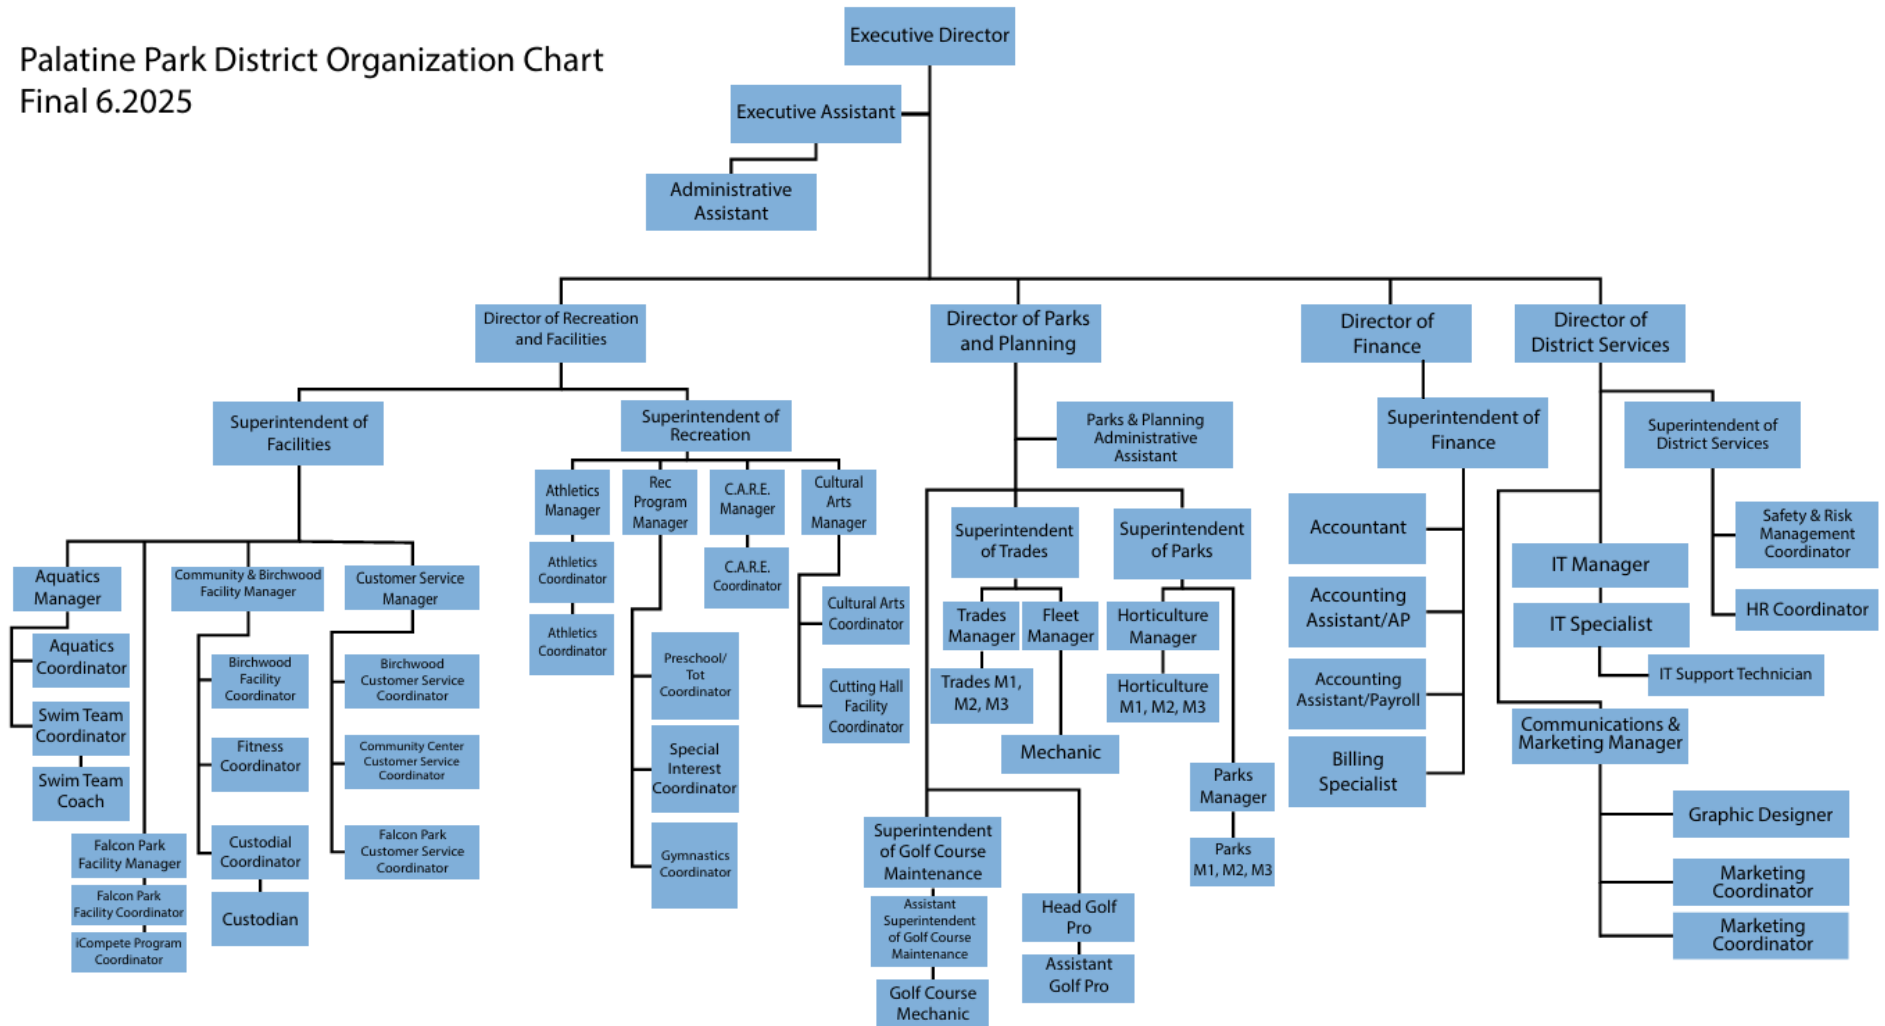 Palatine Park District Organization Chart
Final 6.2025
Executive Director
Executive Assistant
Administrative
Assistant
Director of Recreation
and Facilities
Director of Parks
and Planning
Director of
Finance
Director of
District Services
Superintendent of
Facilities
Superintendent of
Recreation
Parks & Planning
Administrative
Assistant
Superintendent of
Finance
Superintendent of
District Services
Aquatics
Manager
Aquatics
Coordinator
Swim Team
Coordinator
Swim Team
Coach
Falcon Park
Facility Manager
Falcon Park
Facility Coordinator
iCompete Program
Coordinator
Community & Birchwood
Facility Manager
Birchwood
Facility
Coordinator
Fitness
Coordinator
Custodial
Coordinator
Custodian
Customer Service
Manager
Birchwood
Customer Service
Coordinator
Community Center
Customer Service
Coordinator
Falcon Park
Customer Service
Coordinator
Athletics
Manager
Athletics
Coordinator
Athletics
Coordinator
Rec
Program
Manager
Preschool/
Tot
Coordinator
Special
Interest
Coordinator
Gymnastics
Coordinator
C.A.R.E.
Manager
C.A.R.E.
Coordinator
Cultural
Arts
Manager
Cultural Arts
Coordinator
Cutting Hall
Facility
Coordinator
Superintendent
of Trades
Trades
Manager
Trades M1,
M2, M3
Fleet
Manager
Mechanic
Superintendent
of Parks
Horticulture
Manager
Horticulture
M1, M2, M3
Parks
Manager
Parks
M1, M2, M3
Superintendent
of Golf Course
Maintenance
Assistant
Superintendent
of Golf Course
Maintenance
Golf Course
Mechanic
Head Golf
Pro
Assistant
Golf Pro
Accountant
Accounting
Assistant/AP
Accounting
Assistant/Payroll
Billing
Specialist
IT Manager
IT Specialist
IT Support Technician
Safety & Risk
Management
Coordinator
HR Coordinator
Communications &
Marketing Manager
Graphic Designer
Marketing
Coordinator
Marketing
Coordinator